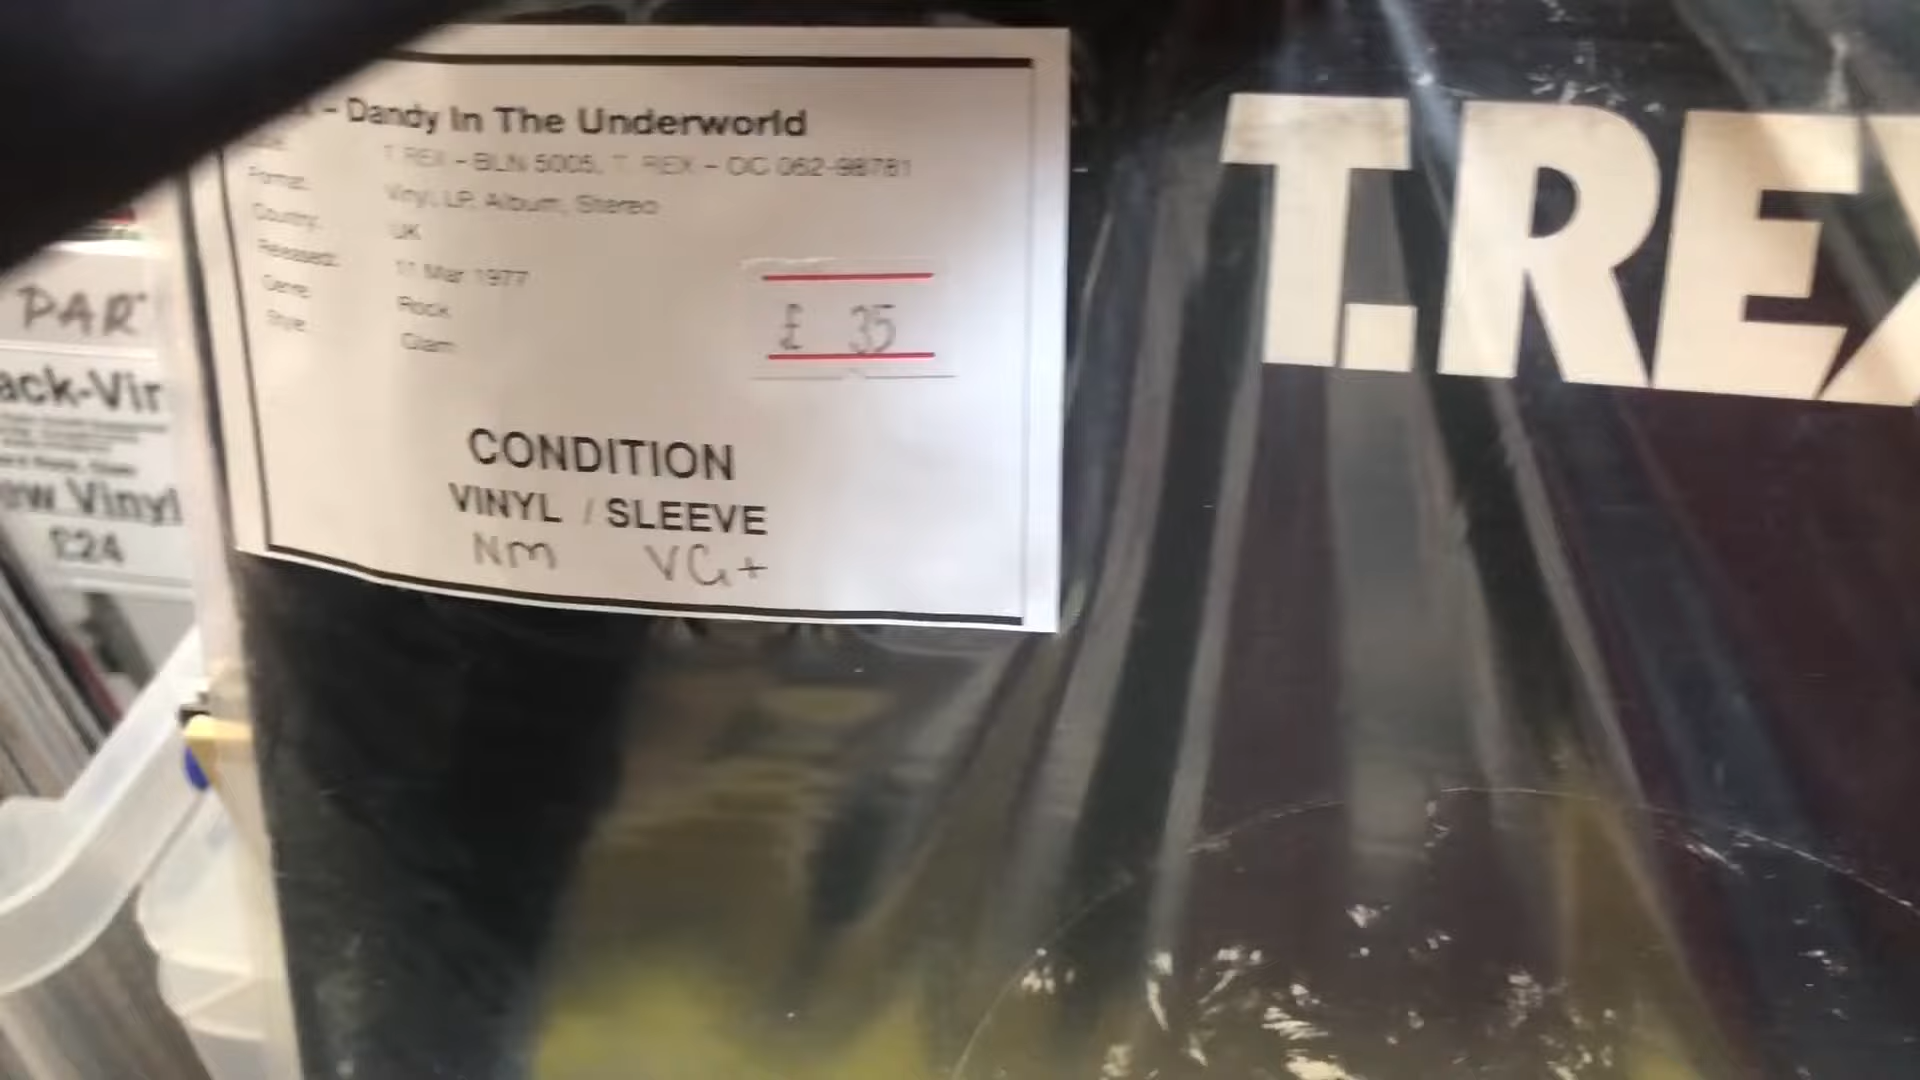 - Dandy In The Underworld
T. REX - BLN 5005, T. REX - OC 062-98781
Format: Vinyl, LP, Album, Stereo
Country: UK
Released: 11 Mar 1977
Genre: Rock
Style: Glam
£ 35
CONDITION
VINYL / SLEEVE
NM VG+
T.REX
PAR
ack-Vin
ew Vinyl
£24